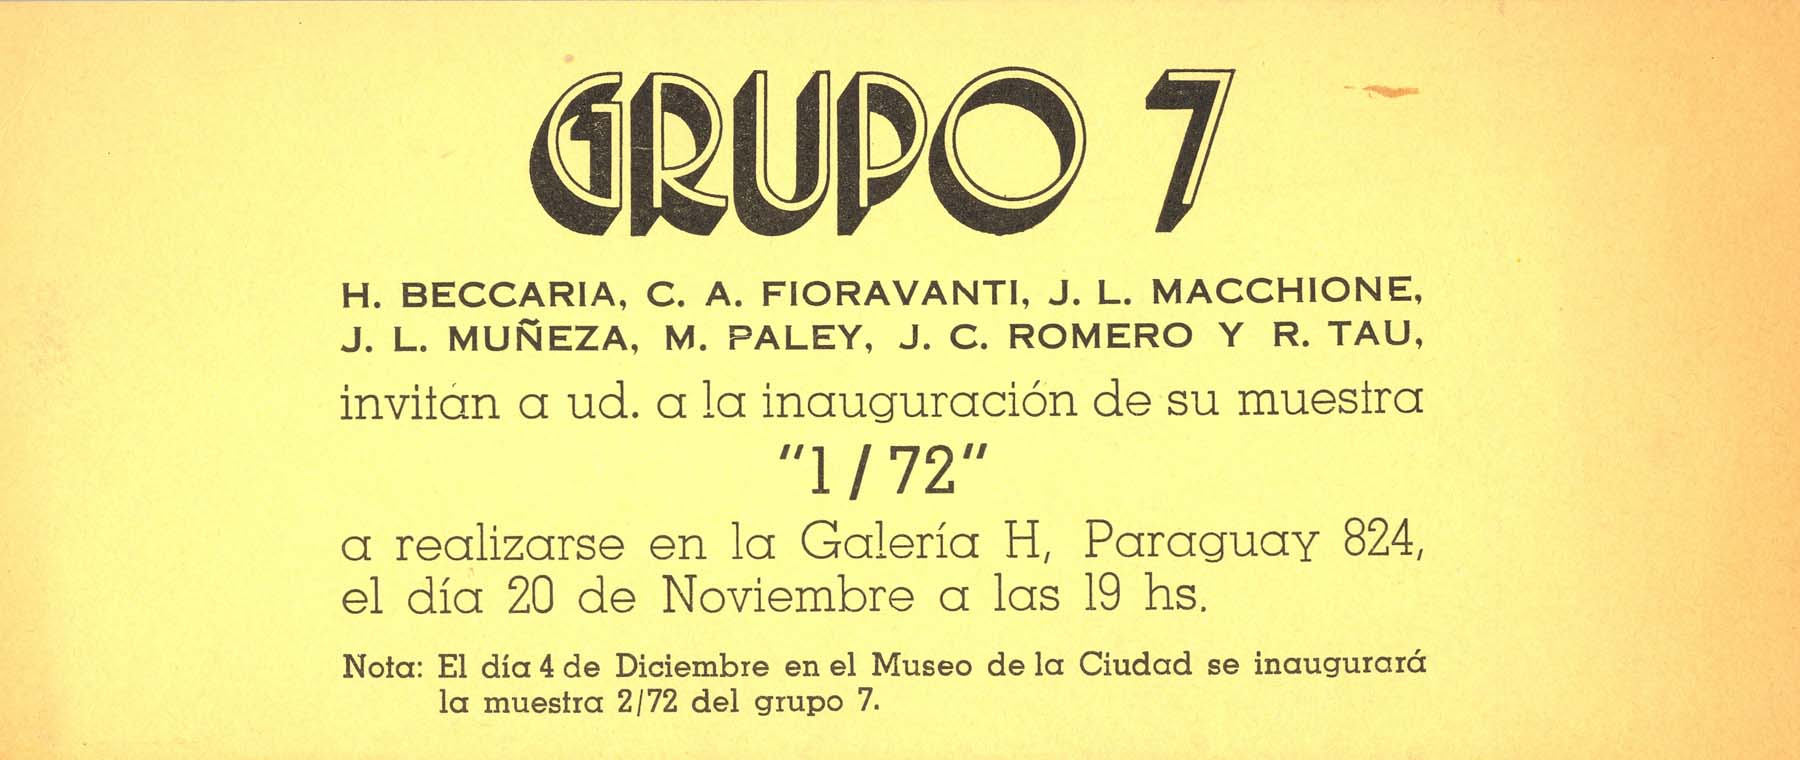 GRUPO 7
H. BECCARIA, C. A. FIORAVANTI, J. L. MACCHIONE,
J. L. MUÑEZA, M. PALEY, J. C. ROMERO Y R. TAU,
invitán a ud. a la inauguración de su muestra
"1/72"
a realizarse en la Galería H, Paraguay 824,
el día 20 de Noviembre a las 19 hs.
Nota: El día 4 de Diciembre en el Museo de la Ciudad se inaugurará
la muestra 2/72 del grupo 7.